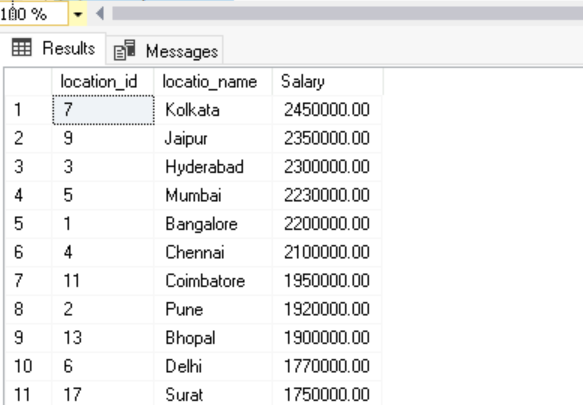 100 %
Results Messages
location_id locatio_name Salary
1 7 Kolkata 2450000.00
2 9 Jaipur 2350000.00
3 3 Hyderabad 2300000.00
4 5 Mumbai 2230000.00
5 1 Bangalore 2200000.00
6 4 Chennai 2100000.00
7 11 Coimbatore 1950000.00
8 2 Pune 1920000.00
9 13 Bhopal 1900000.00
10 6 Delhi 1770000.00
11 17 Surat 1750000.00